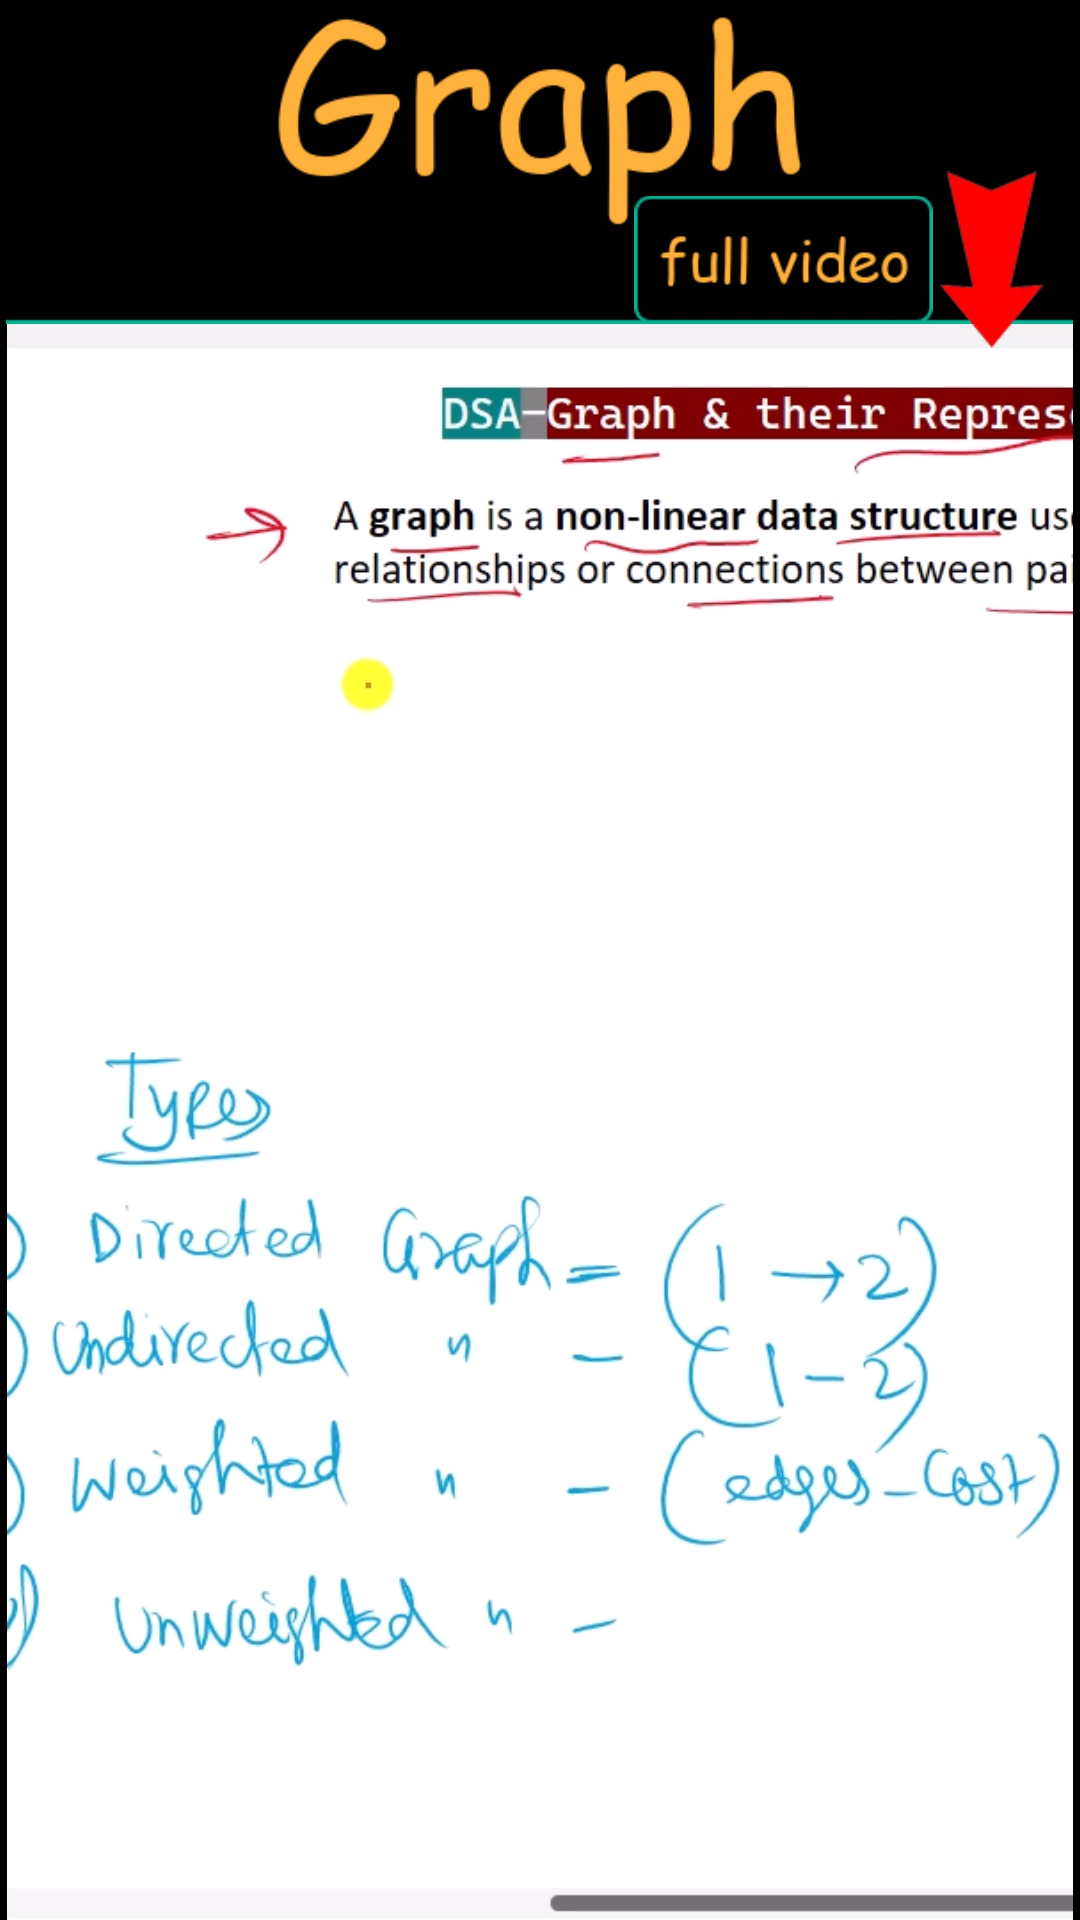 Graph
full video
DSA-Graph & their Repres
A graph is a non-linear data structure us
relationships or connections between pai
Types
) Directed Graph = (1 → 2)
) Undirected " - (1 - 2)
) Weighted " - (edges - Cost)
) Unweighted " -